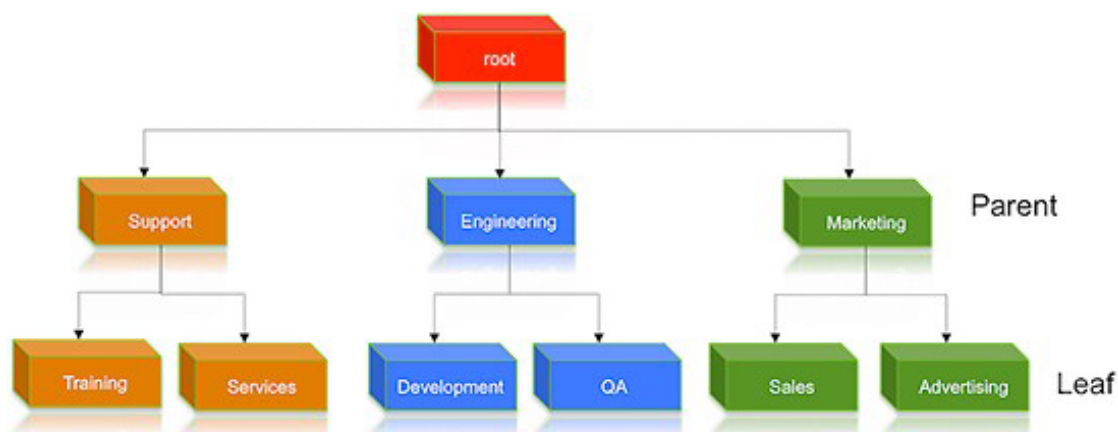 root
Support
Engineering
Marketing
Parent
Training
Services
Development
QA
Sales
Advertising
Leaf